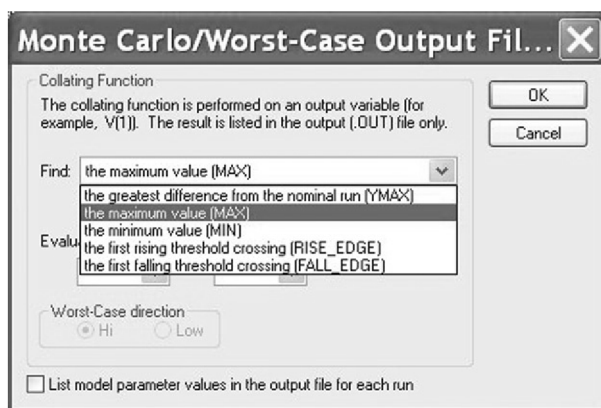 Monte Carlo/Worst-Case Output Fil...
Collating Function
The collating function is performed on an output variable (for
example, V(1)). The result is listed in the output (.OUT) file only.
OK
Cancel
Find: the maximum value (MAX)
the greatest difference from the nominal run (YMAX)
the maximum value (MAX)
the minimum value (MIN)
the first rising threshold crossing (RISE_EDGE)
the first falling threshold crossing (FALL_EDGE)
Worst-Case direction
Hi Low
List model parameter values in the output file for each run